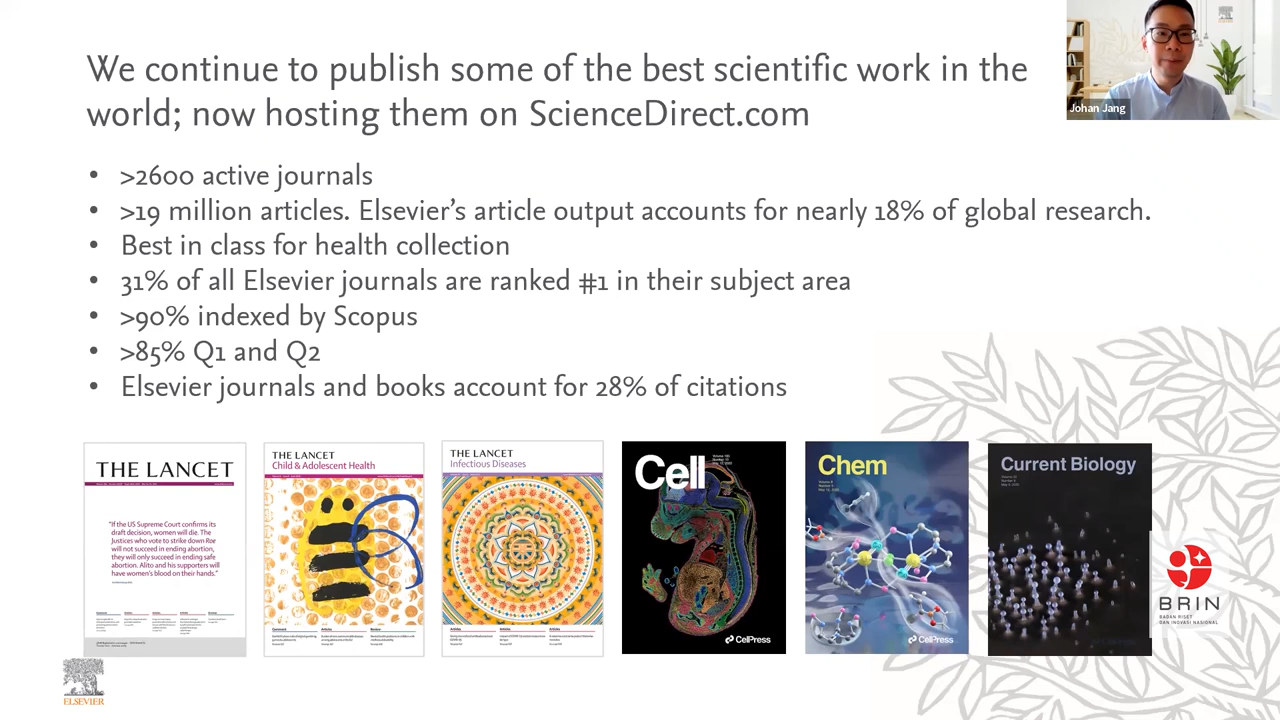 We continue to publish some of the best scientific work in the
world; now hosting them on ScienceDirect.com
Johan Jang
• >2600 active journals
• >19 million articles. Elsevier’s article output accounts for nearly 18% of global research.
• Best in class for health collection
• 31% of all Elsevier journals are ranked #1 in their subject area
• >90% indexed by Scopus
• >85% Q1 and Q2
• Elsevier journals and books account for 28% of citations
THE LANCET
“If the US Supreme Court confirms its
draft decision, women will die. The
Justices who vote to strike down Roe
will not succeed in ending abortion,
they will only succeed in ending safe
abortion. Alito and his supporters will
have women’s blood on their hands.”
THE LANCET
Child & Adolescent Health
THE LANCET
Infectious Diseases
Cell
CellPress
Chem
CellPress
Current Biology
BRIN
BADAN RISET
DAN INOVASI NASIONAL
ELSEVIER